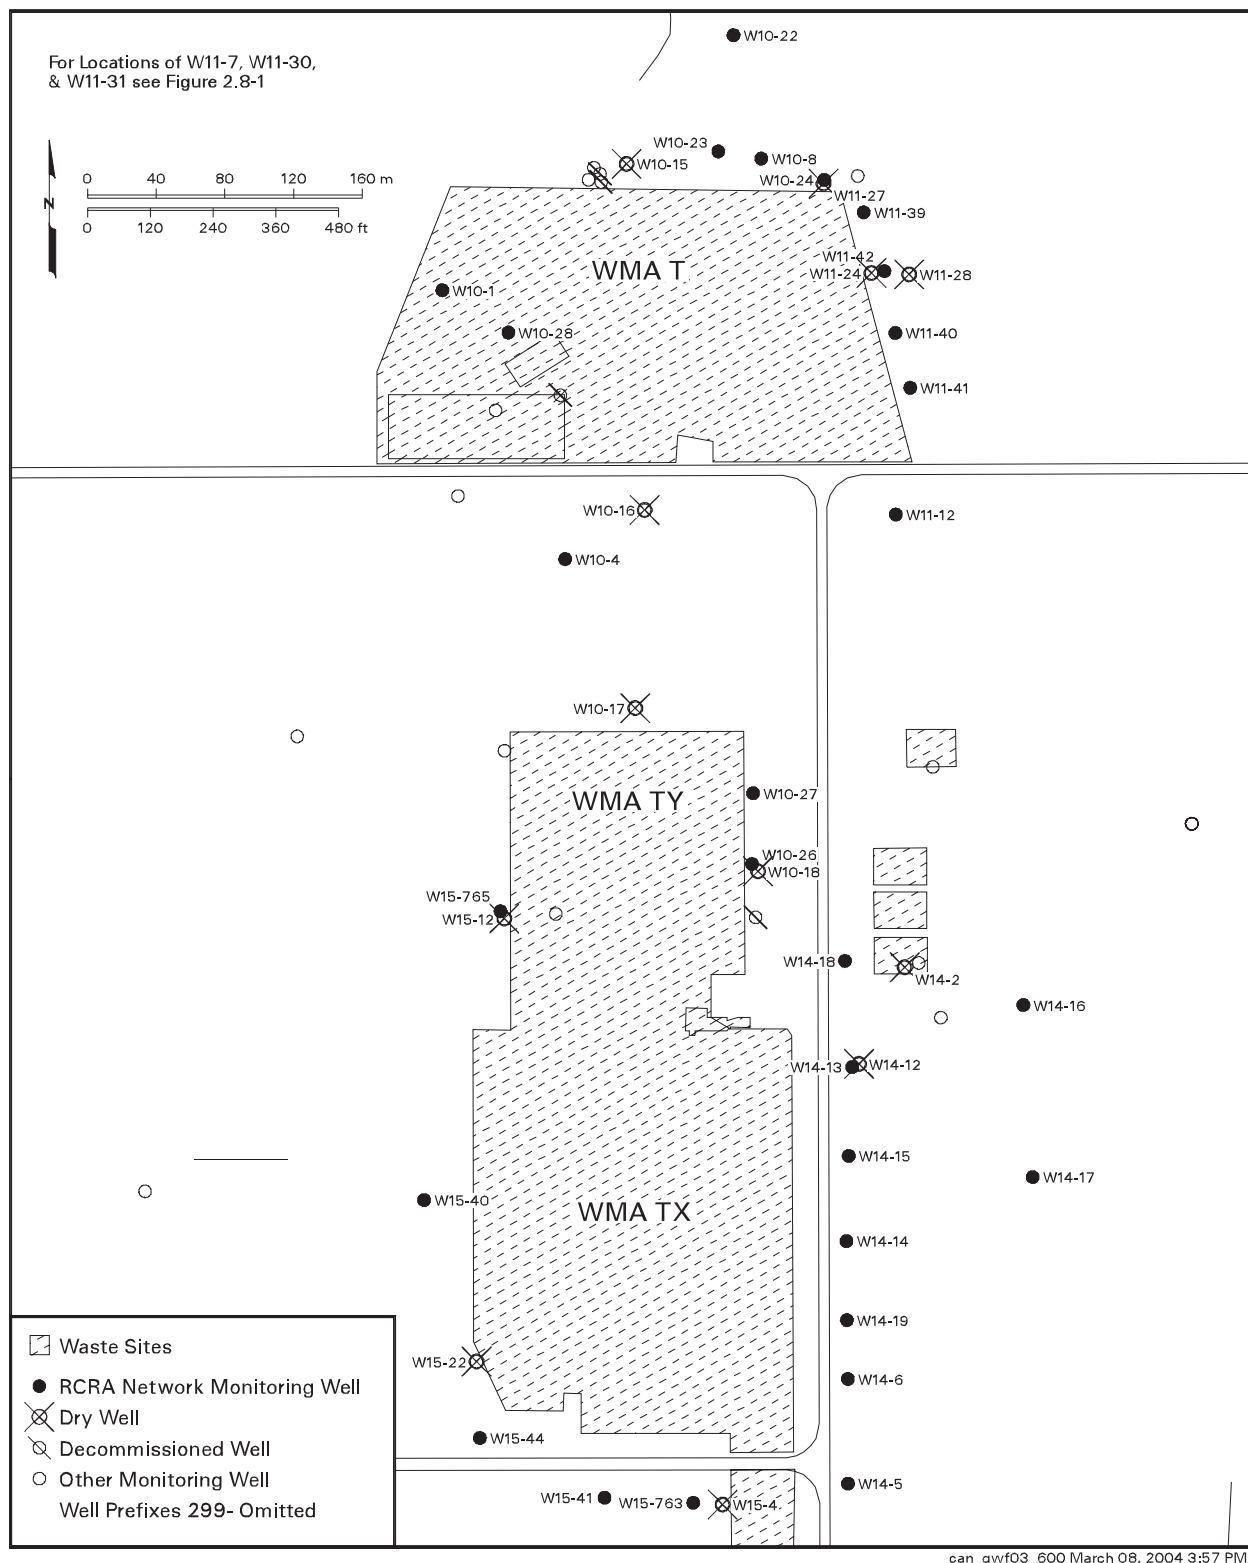 W10-22
For Locations of W11-7, W11-30,
& W11-31 see Figure 2.8-1
W10-23
W10-15
W10-8
W10-24
W11-27
0 40 80 120 160 m
N
0 120 240 360 480 ft
W11-39
WMA T
W11-42
W11-24
W11-28
W10-1
W10-28
W11-40
W11-41
W10-16
W11-12
W10-4
W10-17
WMA TY
W10-27
W10-26
W10-18
W15-765
W15-12
W14-18
W14-2
W14-16
W14-13
W14-12
W14-15
W14-17
W15-40
WMA TX
W14-14
W14-19
W15-22
W14-6
W15-44
W14-5
W15-41
W15-763
W15-4
Waste Sites
RCRA Network Monitoring Well
Dry Well
Decommissioned Well
Other Monitoring Well
Well Prefixes 299- Omitted
can_gwf03_600 March 08, 2004 3:57 PM